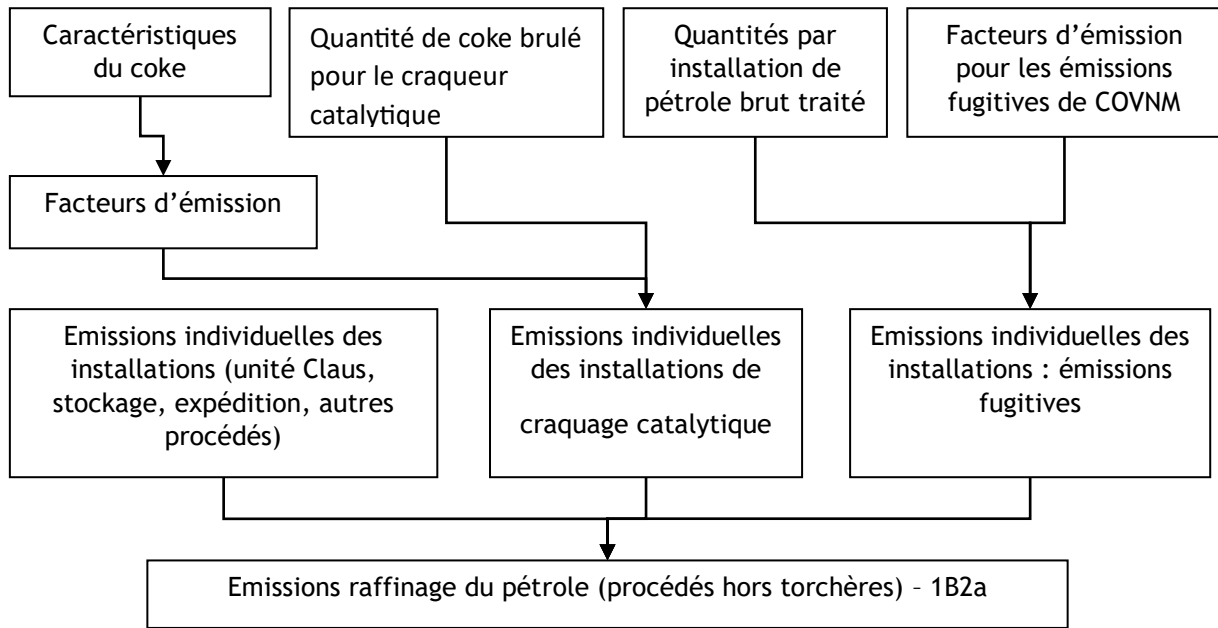 Caractéristiques
du coke
Quantité de coke brulé
pour le craqueur
catalytique
Quantités par
installation de
pétrole brut traité
Facteurs d’émission
pour les émissions
fugitives de COVNM
Facteurs d’émission
Emissions individuelles des
installations (unité Claus,
stockage, expédition, autres
procédés)
Emissions individuelles
des installations de
craquage catalytique
Emissions individuelles des
installations : émissions
fugitives
Emissions raffinage du pétrole (procédés hors torchères) – 1B2a